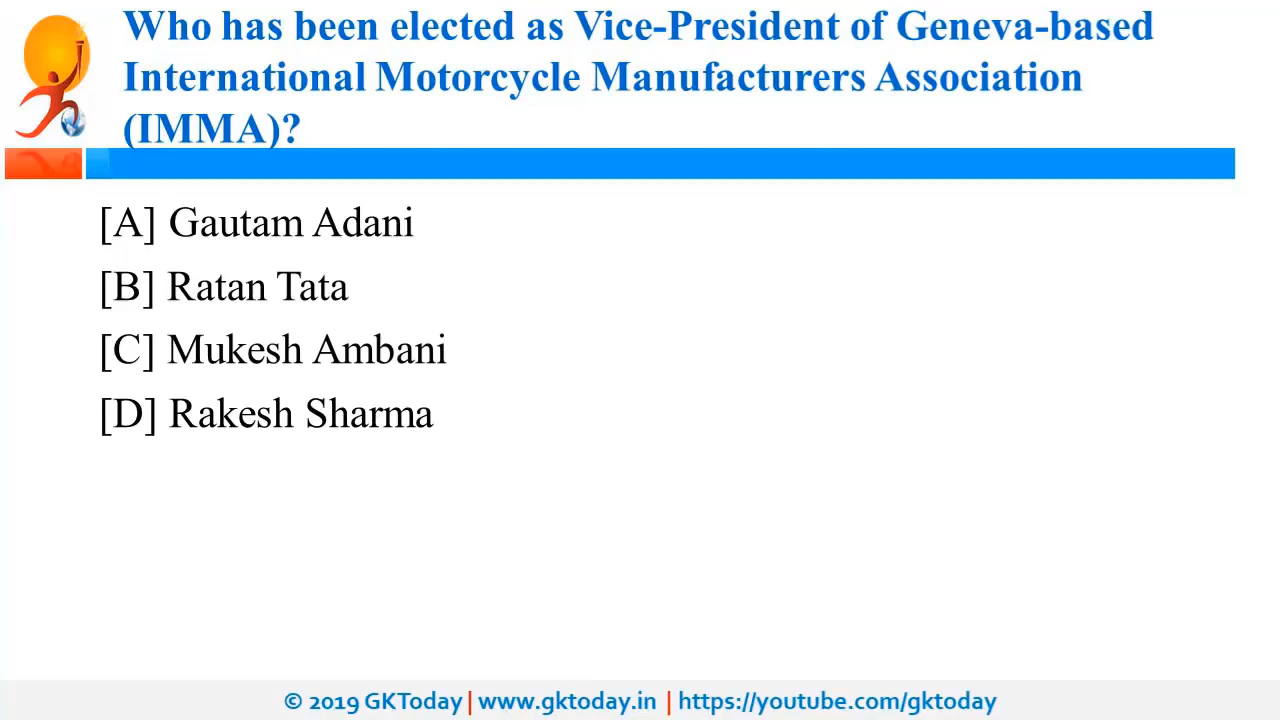 Who has been elected as Vice-President of Geneva-based
International Motorcycle Manufacturers Association
(IMMA)?
[A] Gautam Adani
[B] Ratan Tata
[C] Mukesh Ambani
[D] Rakesh Sharma
© 2019 GKToday | www.gktoday.in | https://youtube.com/gktoday